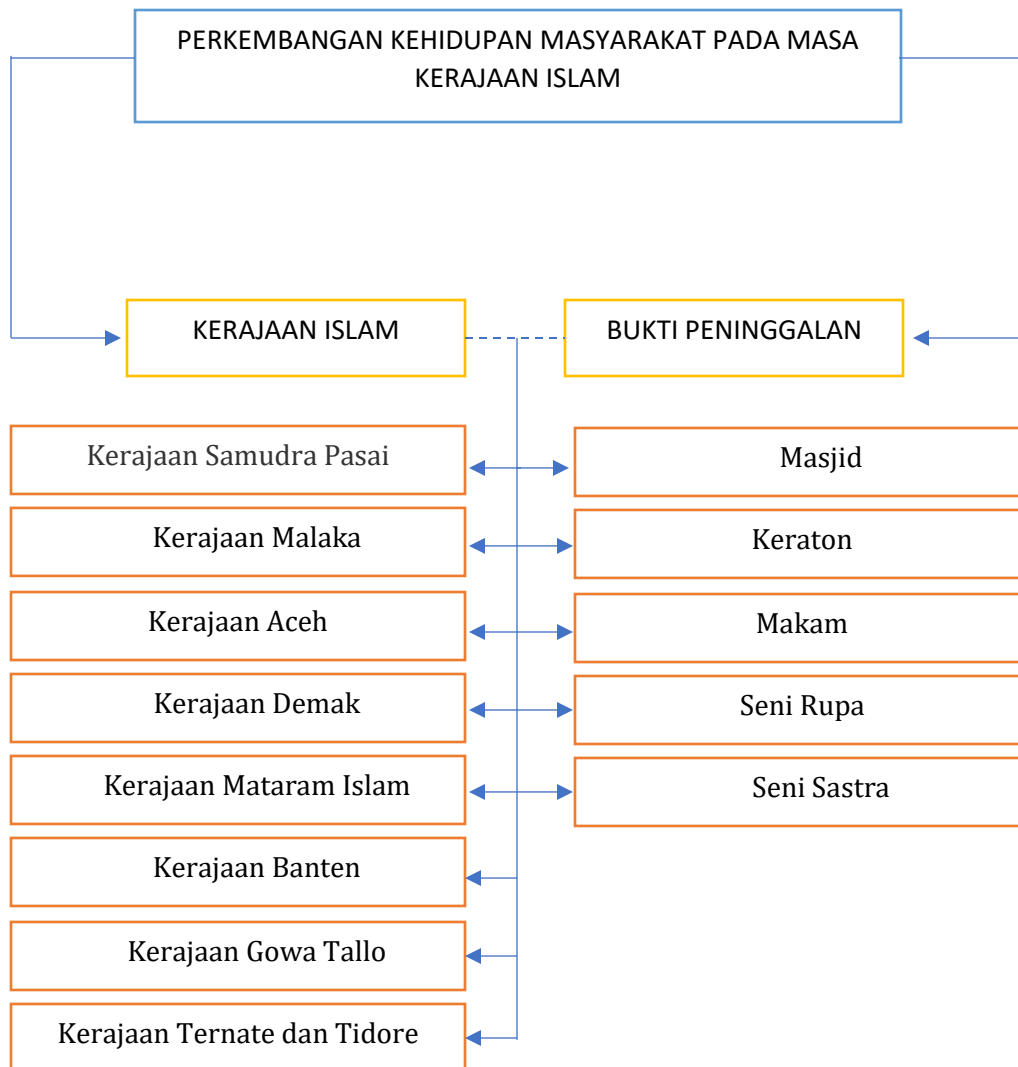 PERKEMBANGAN KEHIDUPAN MASYARAKAT PADA MASA
KERAJAAN ISLAM
KERAJAAN ISLAM
BUKTI PENINGGALAN
Kerajaan Samudra Pasai
Masjid
Kerajaan Malaka
Keraton
Kerajaan Aceh
Makam
Kerajaan Demak
Seni Rupa
Kerajaan Mataram Islam
Seni Sastra
Kerajaan Banten
Kerajaan Gowa Tallo
Kerajaan Ternate dan Tidore